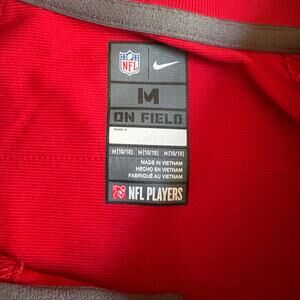 NFL
M
ON FIELD
M(10/12) M(10/12) M(10/12)
MADE IN VIETNAM
HECHO EN VIETNAM
FABRIQUÉ AU VIETNAM
NFL PLAYERS